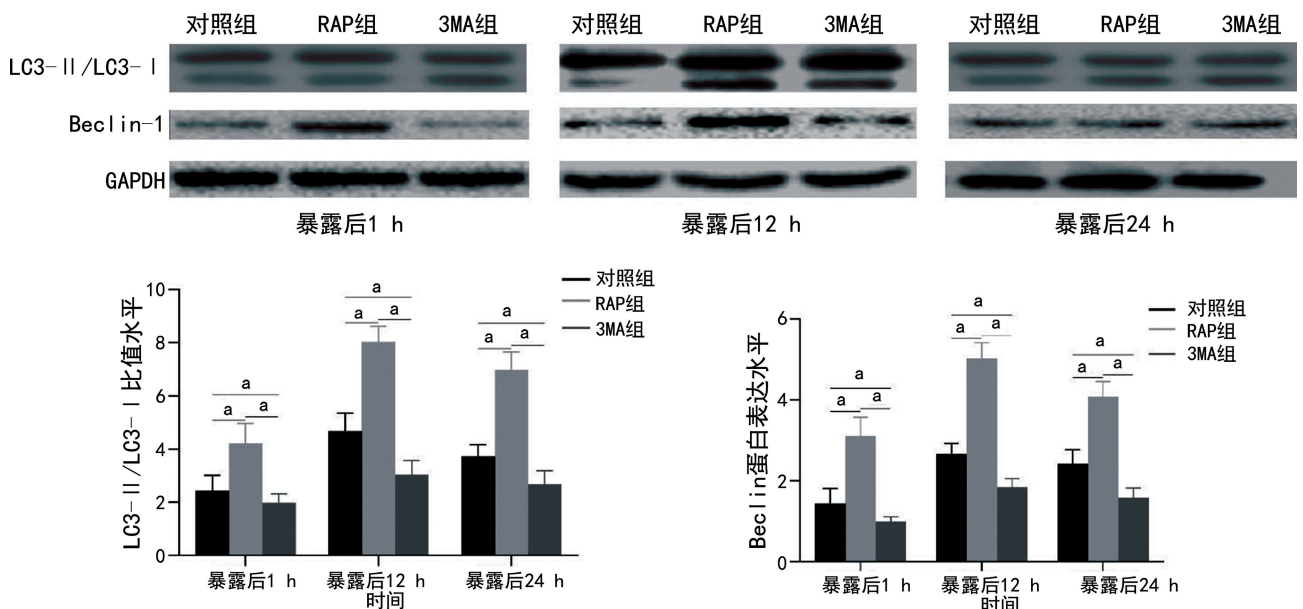 对照组 RAP组 3MA组 对照组 RAP组 3MA组 对照组 RAP组 3MA组
LC3-Ⅱ/LC3-Ⅰ
Beclin-1
GAPDH
暴露后1 h 暴露后12 h 暴露后24 h
LC3-Ⅱ/LC3-Ⅰ比值水平
10
8
6
4
2
0
a a a
a a a
a a a
对照组
RAP组
3MA组
暴露后1 h 暴露后12 h 暴露后24 h
时间
Beclin蛋白表达水平
6
4
2
0
a a a
a a a
a a a
对照组
RAP组
3MA组
暴露后1 h 暴露后12 h 暴露后24 h
时间